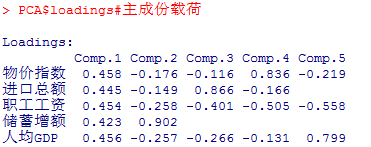 > PCA$loadings#主成份载荷
Loadings:
Comp.1 Comp.2 Comp.3 Comp.4 Comp.5
物价指数 0.458 -0.176 -0.116 0.836 -0.219
进口总额 0.445 -0.149 0.866 -0.166
职工工资 0.454 -0.258 -0.401 -0.505 -0.558
储蓄增额 0.423 0.902
人均GDP 0.456 -0.257 -0.266 -0.131 0.799